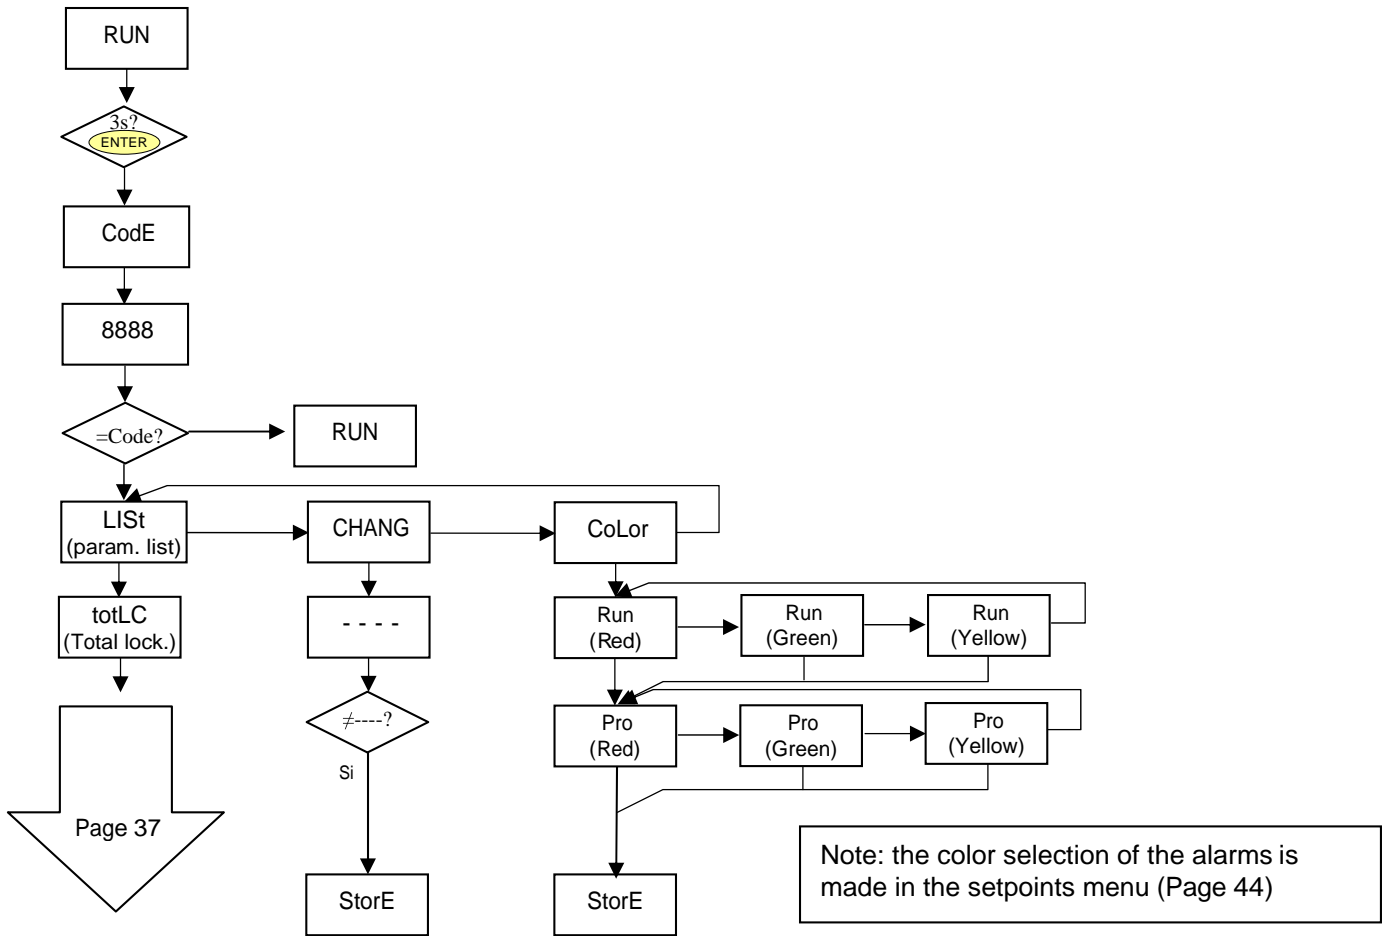 RUN
3s?
ENTER
CodE
8888
=Code?
RUN
LISt
(param. list)
CHANG
CoLor
totLC
(Total lock.)
- - - -
Run
(Red)
Run
(Green)
Run
(Yellow)
≠----?
Pro
(Red)
Pro
(Green)
Pro
(Yellow)
Si
Page 37
StorE
StorE
Note: the color selection of the alarms is
made in the setpoints menu (Page 44)